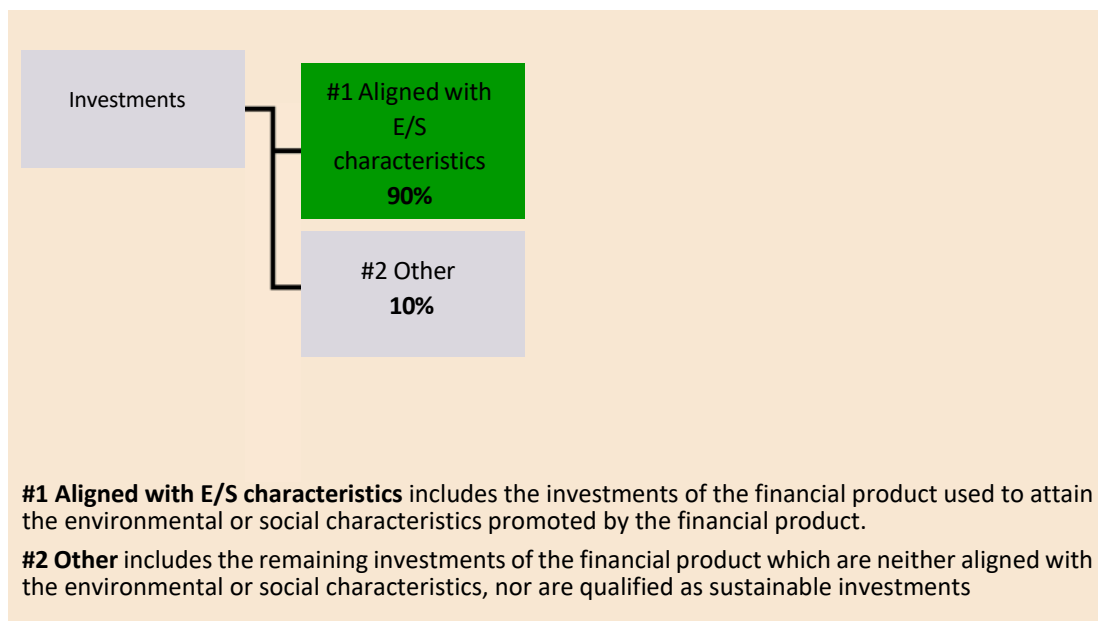 Investments
#1 Aligned with
E/S
characteristics
90%
#2 Other
10%
#1 Aligned with E/S characteristics includes the investments of the financial product used to attain
the environmental or social characteristics promoted by the financial product.
#2 Other includes the remaining investments of the financial product which are neither aligned with
the environmental or social characteristics, nor are qualified as sustainable investments